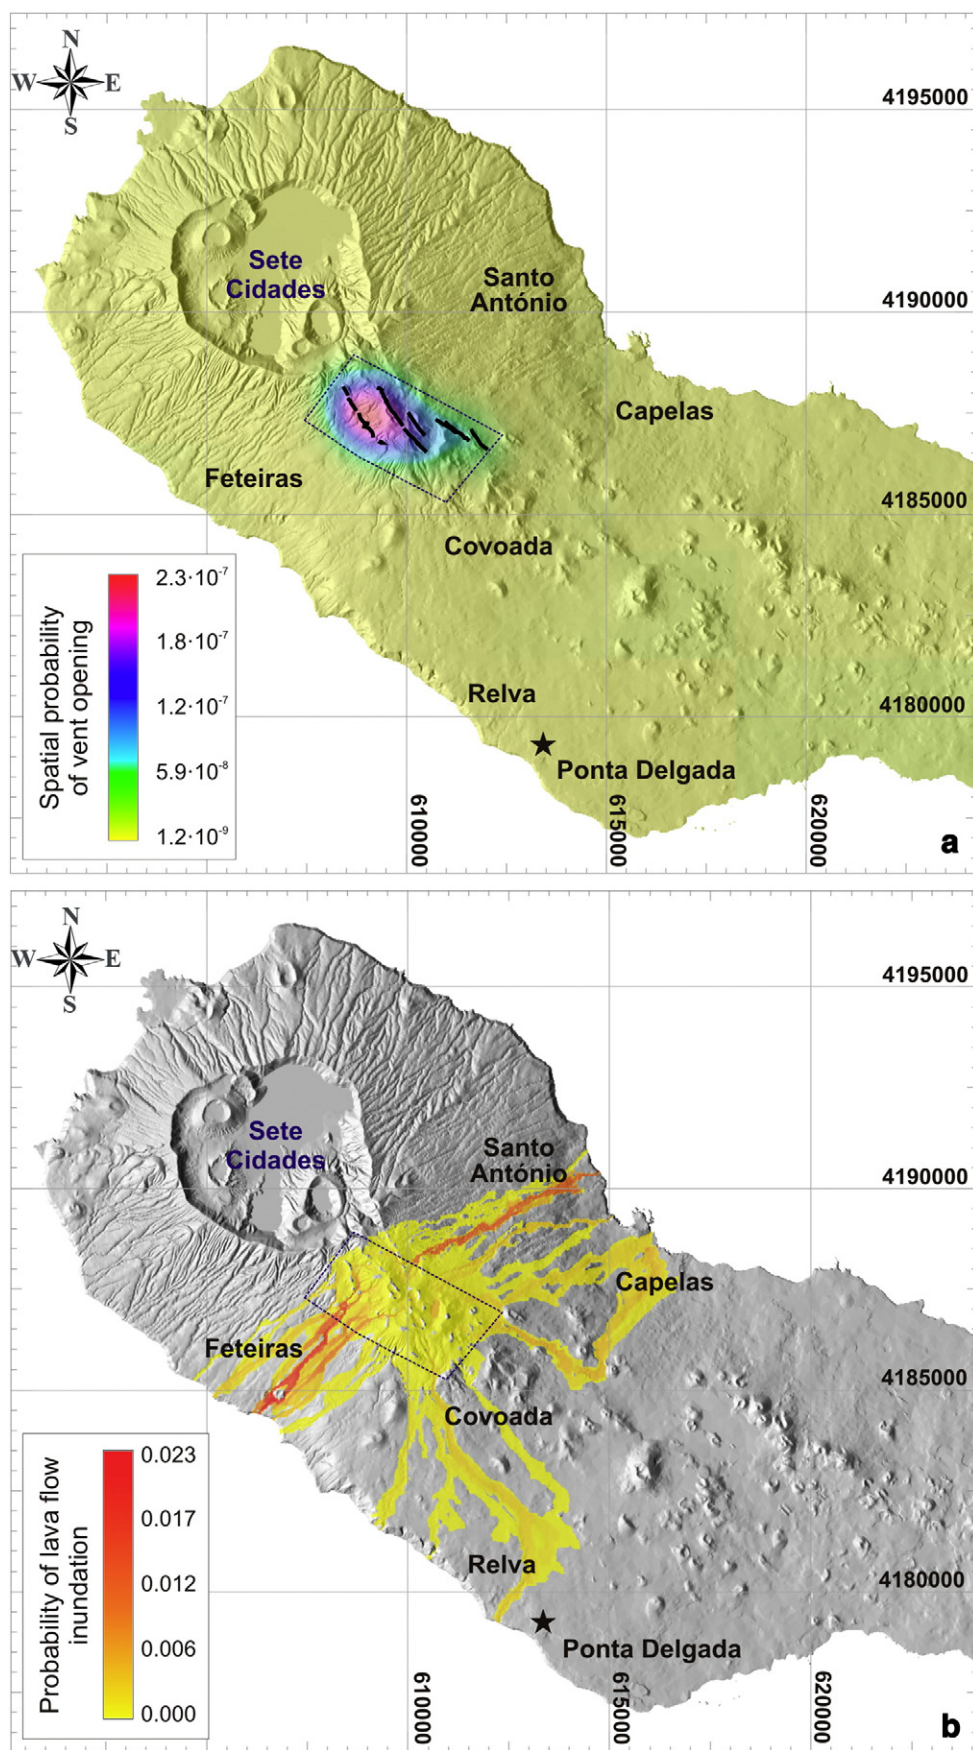 N
W E
S
4195000
Sete
Cidades
Santo
António
4190000
Capelas
Feteiras
4185000
Covoada
Spatial probability
of vent opening
2.3·10⁻⁷
1.8·10⁻⁷
1.2·10⁻⁷
5.9·10⁻⁸
1.2·10⁻⁹
Relva
4180000
Ponta Delgada
610000
615000
620000
a
N
W E
S
4195000
Sete
Cidades
Santo
António
4190000
Capelas
Feteiras
4185000
Covoada
Probability of lava flow
inundation
0.023
0.017
0.012
0.006
0.000
Relva
4180000
Ponta Delgada
610000
615000
620000
b